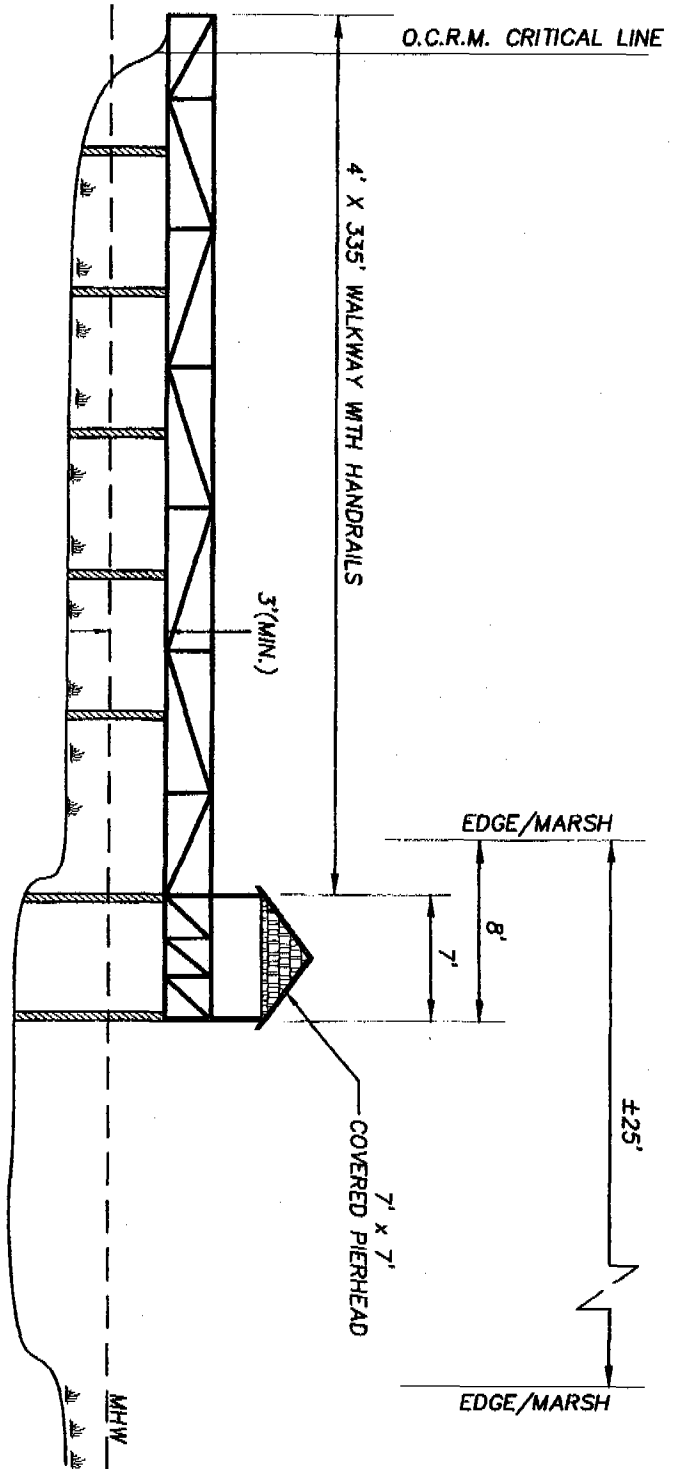 O.C.R.M. CRITICAL LINE
4' X 335' WALKWAY WITH HANDRAILS
3'(MIN.)
EDGE/MARSH
8'
7'
±25'
7' x 7'
COVERED PIERHEAD
EDGE/MARSH
MHW